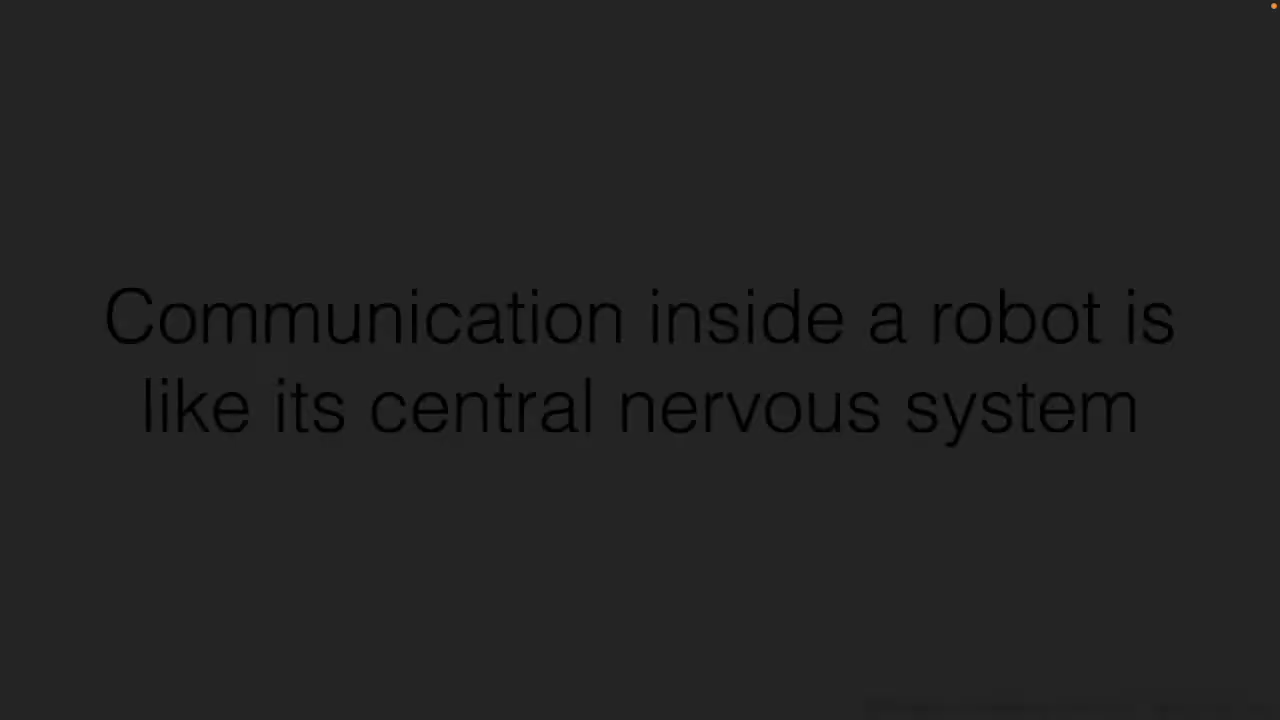 Communication inside a robot is
like its central nervous system